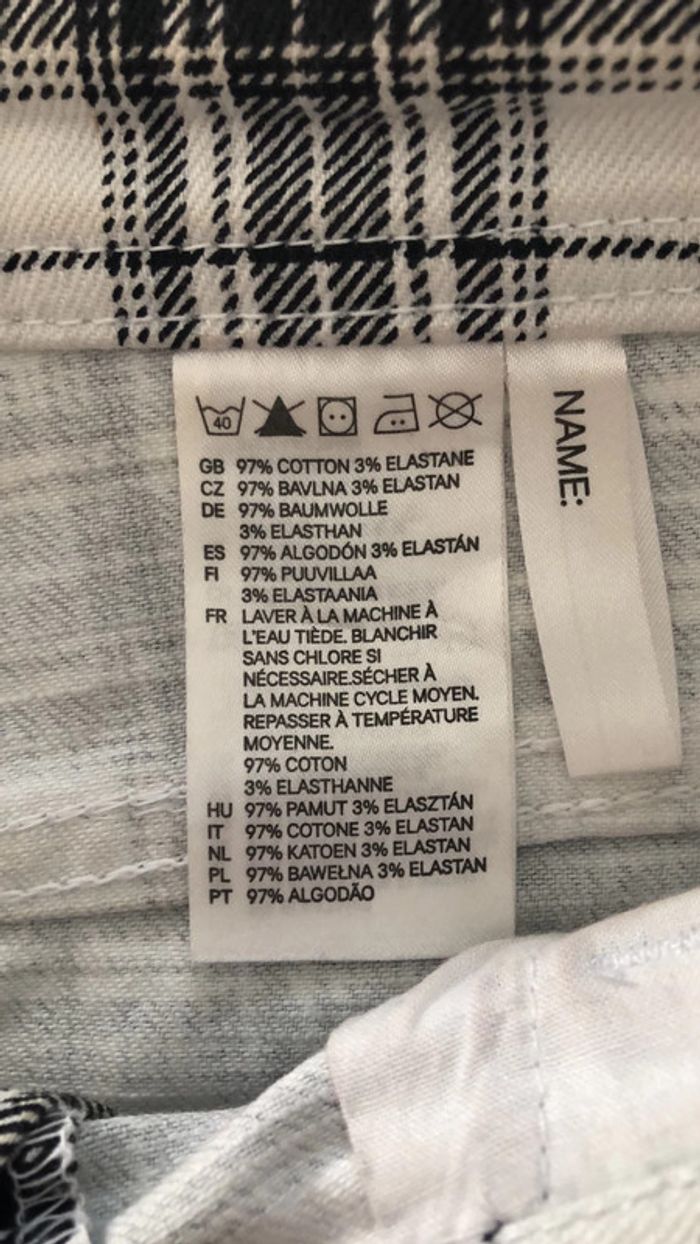 40
GB 97% COTTON 3% ELASTANE
CZ 97% BAVLNA 3% ELASTAN
DE 97% BAUMWOLLE
3% ELASTHAN
ES 97% ALGODÓN 3% ELASTÁN
FI 97% PUUVILLAA
3% ELASTAANIA
FR LAVER À LA MACHINE À
L'EAU TIÈDE. BLANCHIR
SANS CHLORE SI
NÉCESSAIRE.SÉCHER À
LA MACHINE CYCLE MOYEN.
REPASSER À TEMPÉRATURE
MOYENNE.
97% COTON
3% ELASTHANNE
HU 97% PAMUT 3% ELASZTÁN
IT 97% COTONE 3% ELASTAN
NL 97% KATOEN 3% ELASTAN
PL 97% BAWEŁNA 3% ELASTAN
PT 97% ALGODÃO
NAME: